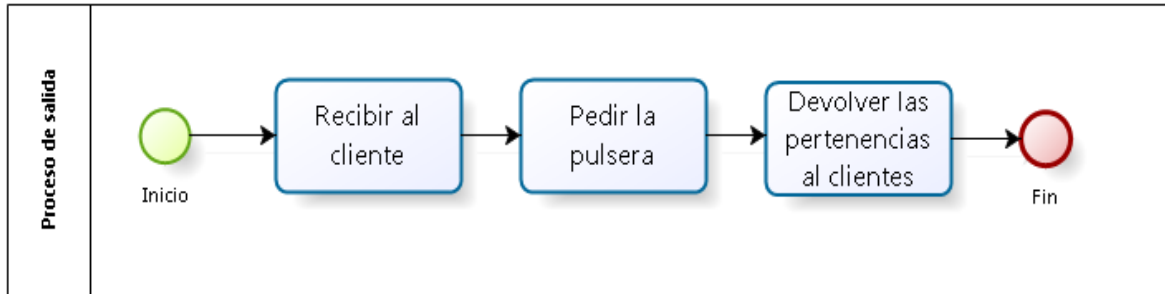 Proceso de salida
Inicio
Recibir al
cliente
Pedir la
pulsera
Devolver las
pertenencias
al clientes
Fin